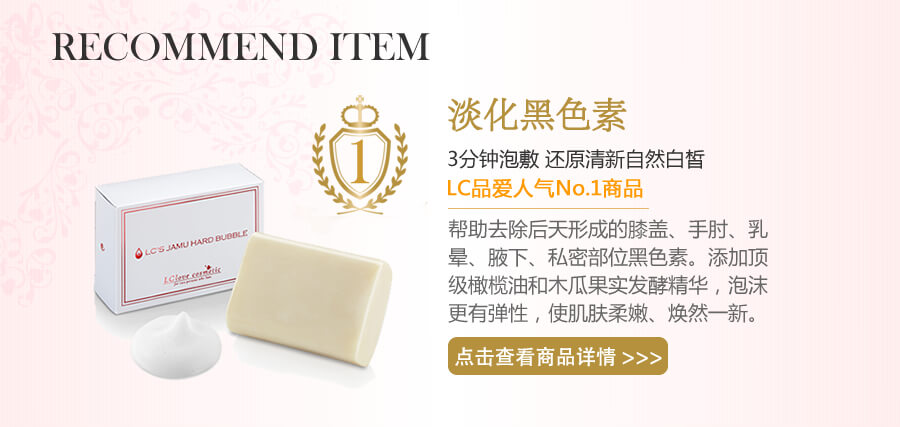 RECOMMEND ITEM
1
淡化黑色素
3分钟泡敷 还原清新自然白皙
LC品爱人气No.1商品
帮助去除后天形成的膝盖、手肘、乳
晕、腋下、私密部位黑色素。添加顶
级橄榄油和木瓜果实发酵精华，泡沫
更有弹性，使肌肤柔嫩、焕然一新。
点击查看商品详情 >>>
LC'S JAMU HARD BUBBLE
LClove cosmetic